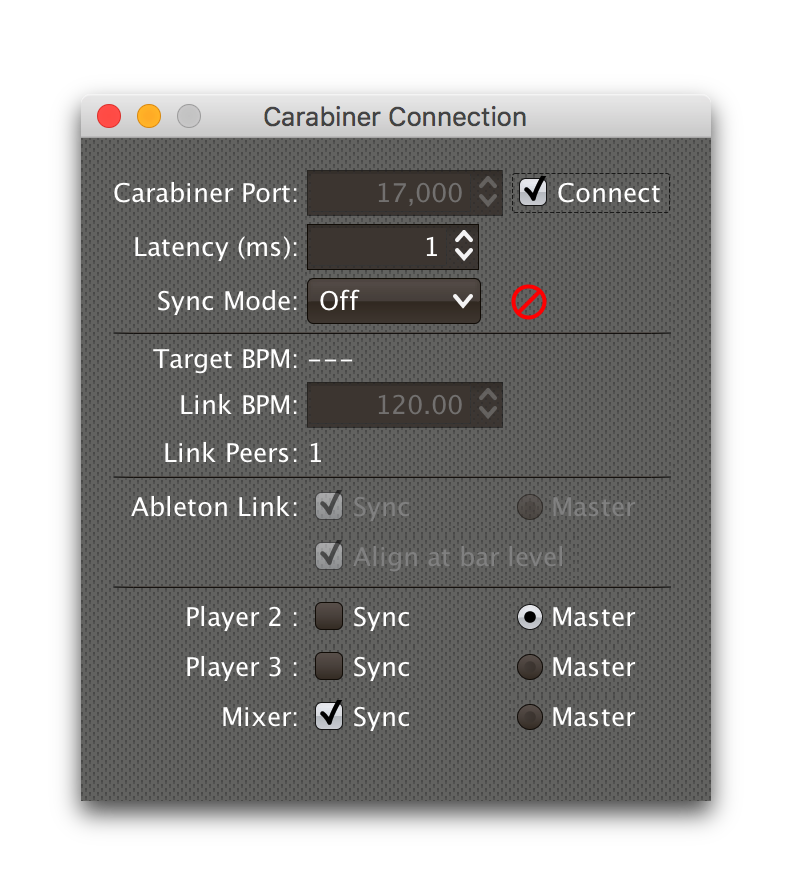 Carabiner Connection
Carabiner Port: 17,000 Connect
Latency (ms): 1
Sync Mode: Off
Target BPM: ---
Link BPM: 120.00
Link Peers: 1
Ableton Link: Sync Master
Align at bar level
Player 2 : Sync Master
Player 3 : Sync Master
Mixer: Sync Master